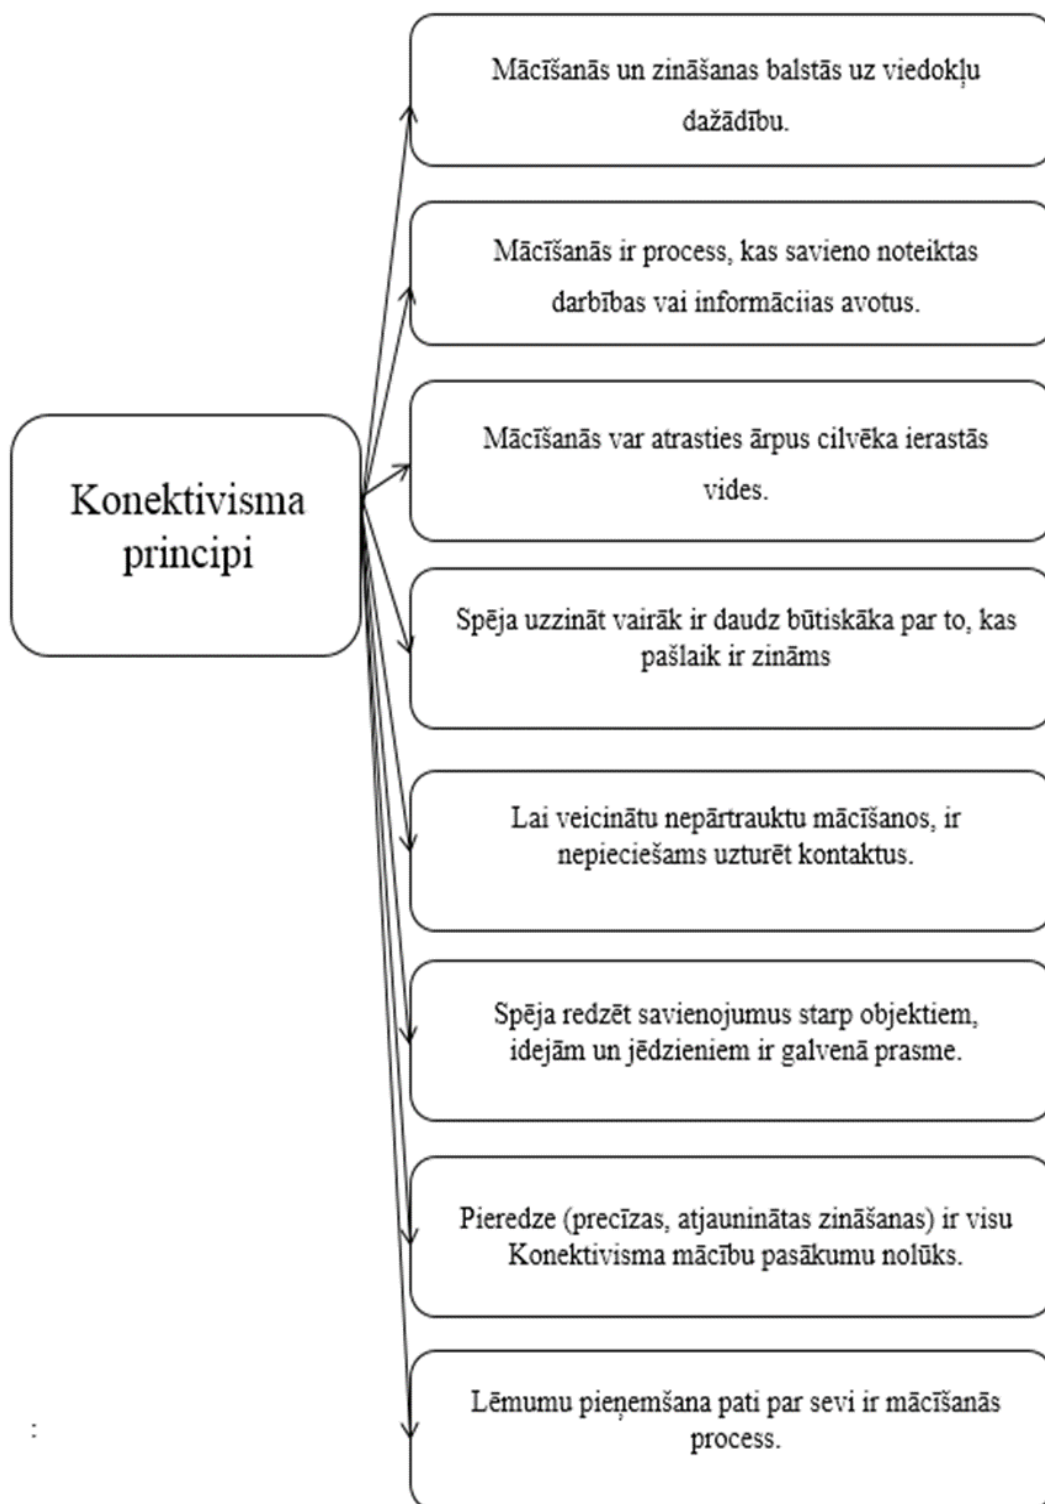 Konektivisma
principi
Mācīšanās un zināšanas balstās uz viedokļu
dažādību.
Mācīšanās ir process, kas savieno noteiktas
darbības vai informācijas avotus.
Mācīšanās var atrasties ārpus cilvēka ierastās
vides.
Spēja uzzināt vairāk ir daudz būtiskāka par to, kas
pašlaik ir zināms
Lai veicinātu nepārtrauktu mācīšanos, ir
nepieciešams uzturēt kontaktus.
Spēja redzēt savienojumus starp objektiem,
idejām un jēdzieniem ir galvenā prasme.
Pieredze (precīzas, atjauninātas zināšanas) ir visu
Konektivisma mācību pasākumu nolūks.
Lēmumu pieņemšana pati par sevi ir mācīšanās
process.
: